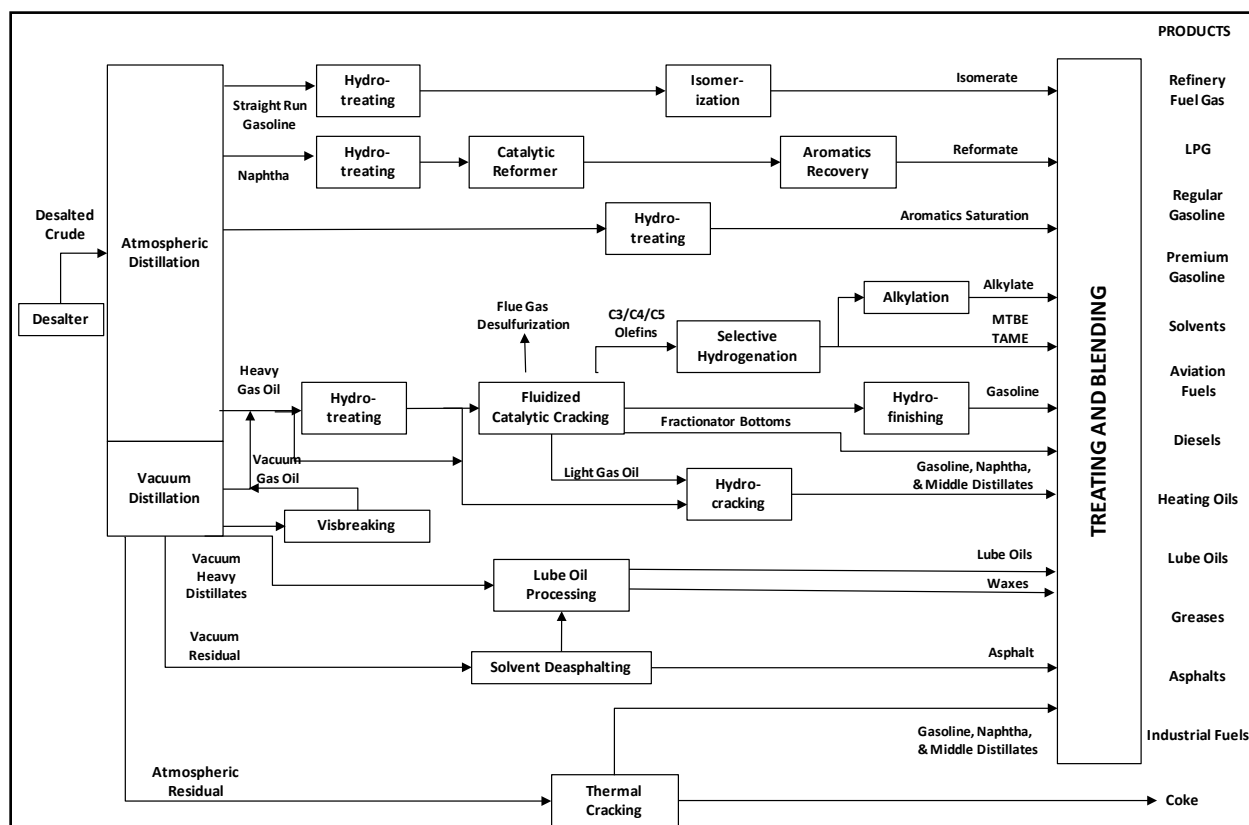 PRODUCTS
Hydro-
treating
Isomer-
ization
Isomerate
Refinery
Fuel Gas
Straight Run
Gasoline
Hydro-
treating
Catalytic
Reformer
Aromatics
Recovery
Reformate
LPG
Naphtha
Regular
Gasoline
Desalted
Crude
Atmospheric
Distillation
Hydro-
treating
Aromatics Saturation
Premium
Gasoline
Desalter
Flue Gas
Desulfurization
C3/C4/C5
Olefins
Alkylation
Alkylate
Selective
Hydrogenation
MTBE
TAME
Solvents
TREATING AND BLENDING
Heavy
Gas Oil
Hydro-
treating
Fluidized
Catalytic Cracking
Hydro-
finishing
Gasoline
Aviation
Fuels
Fractionator Bottoms
Diesels
Vacuum
Distillation
Vacuum
Gas Oil
Light Gas Oil
Hydro-
cracking
Gasoline, Naphtha,
& Middle Distillates
Heating Oils
Visbreaking
Vacuum
Heavy
Distillates
Lube Oil
Processing
Lube Oils
Waxes
Lube Oils
Greases
Vacuum
Residual
Solvent Deasphalting
Asphalt
Asphalts
Gasoline, Naphtha,
& Middle Distillates
Industrial Fuels
Atmospheric
Residual
Thermal
Cracking
Coke